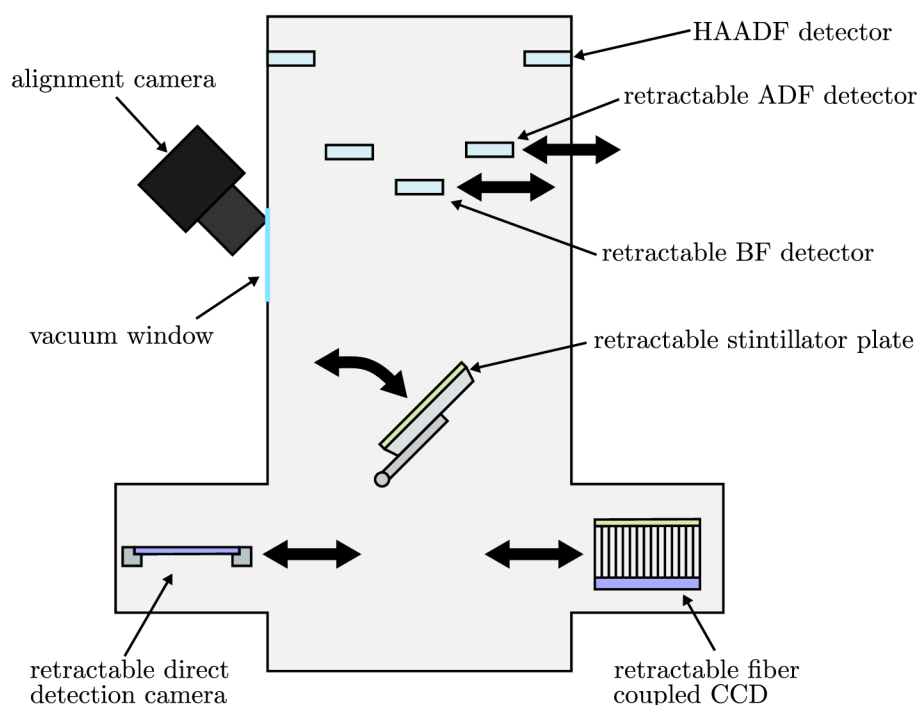 HAADF detector
alignment camera
retractable ADF detector
retractable BF detector
vacuum window
retractable stintillator plate
retractable direct
detection camera
retractable fiber
coupled CCD